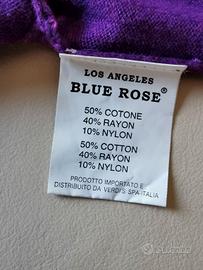 LOS ANGELES
BLUE ROSE®
50% COTONE
40% RAYON
10% NYLON
50% COTTON
40% RAYON
10% NYLON
PRODOTTO IMPORTATO E
DISTRIBUITO DA VERDI'S SPA-ITALIA